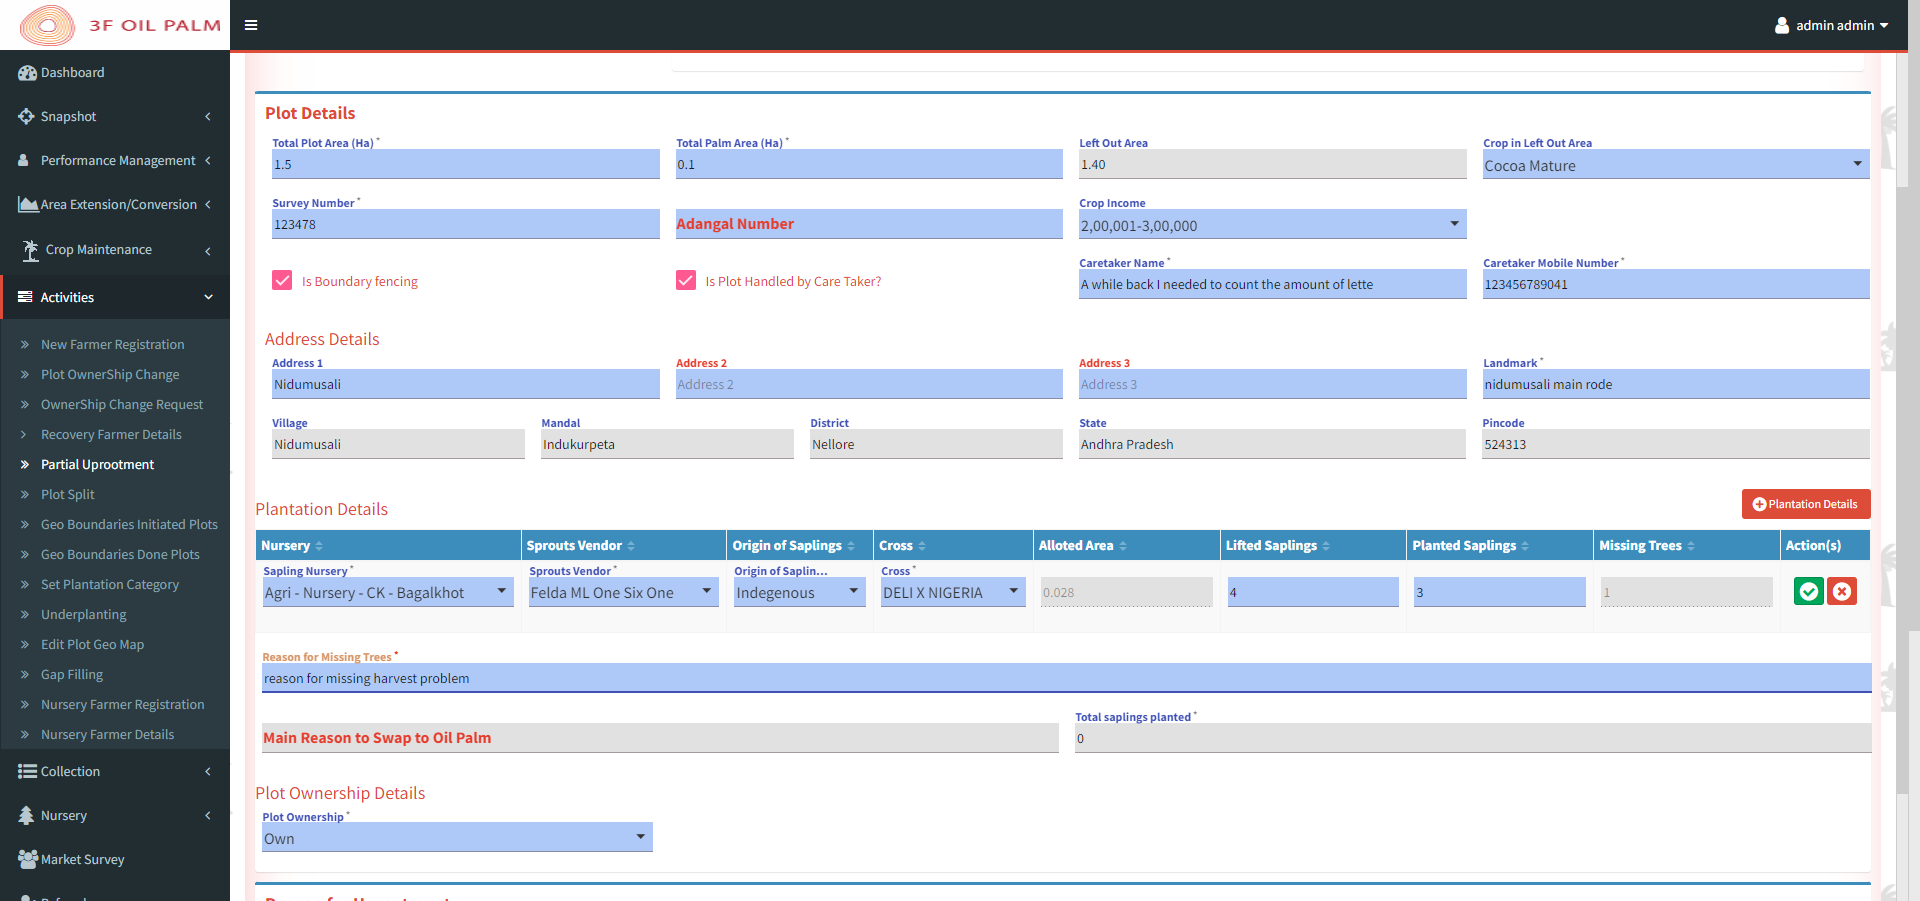 3F OIL PALM
admin admin
Dashboard
Snapshot
Performance Management
Area Extension/Conversion
Crop Maintenance
Activities
New Farmer Registration
Plot OwnerShip Change
OwnerShip Change Request
Recovery Farmer Details
Partial Uprootment
Plot Split
Geo Boundaries Initiated Plots
Geo Boundaries Done Plots
Set Plantation Category
Underplanting
Edit Plot Geo Map
Gap Filling
Nursery Farmer Registration
Nursery Farmer Details
Collection
Nursery
Market Survey
Plot Details
Total Plot Area (Ha) * Total Palm Area (Ha) * Left Out Area Crop in Left Out Area
1.5 0.1 1.40 Cocoa Mature
Survey Number * Crop Income
123478 Adangal Number 2,00,001-3,00,000
Caretaker Name * Caretaker Mobile Number *
Is Boundary fencing Is Plot Handled by Care Taker? A while back I needed to count the amount of lette 123456789041
Address Details
Address 1 Address 2 Address 3 Landmark *
Nidumusali Address 2 Address 3 nidumusali main rode
Village Mandal District State Pincode
Nidumusali Indukurpeta Nellore Andhra Pradesh 524313
Plantation Details Plantation Details
Nursery Sprouts Vendor Origin of Saplings Cross Alloted Area Lifted Saplings Planted Saplings Missing Trees Action(s)
Sapling Nursery * Sprouts Vendor * Origin of Saplin... Cross *
Agri - Nursery - CK - Bagalkhot Felda ML One Six One Indegenous DELI X NIGERIA 0.028 4 3 1
Reason for Missing Trees *
reason for missing harvest problem
Total saplings planted *
Main Reason to Swap to Oil Palm 0
Plot Ownership Details
Plot Ownership *
Own